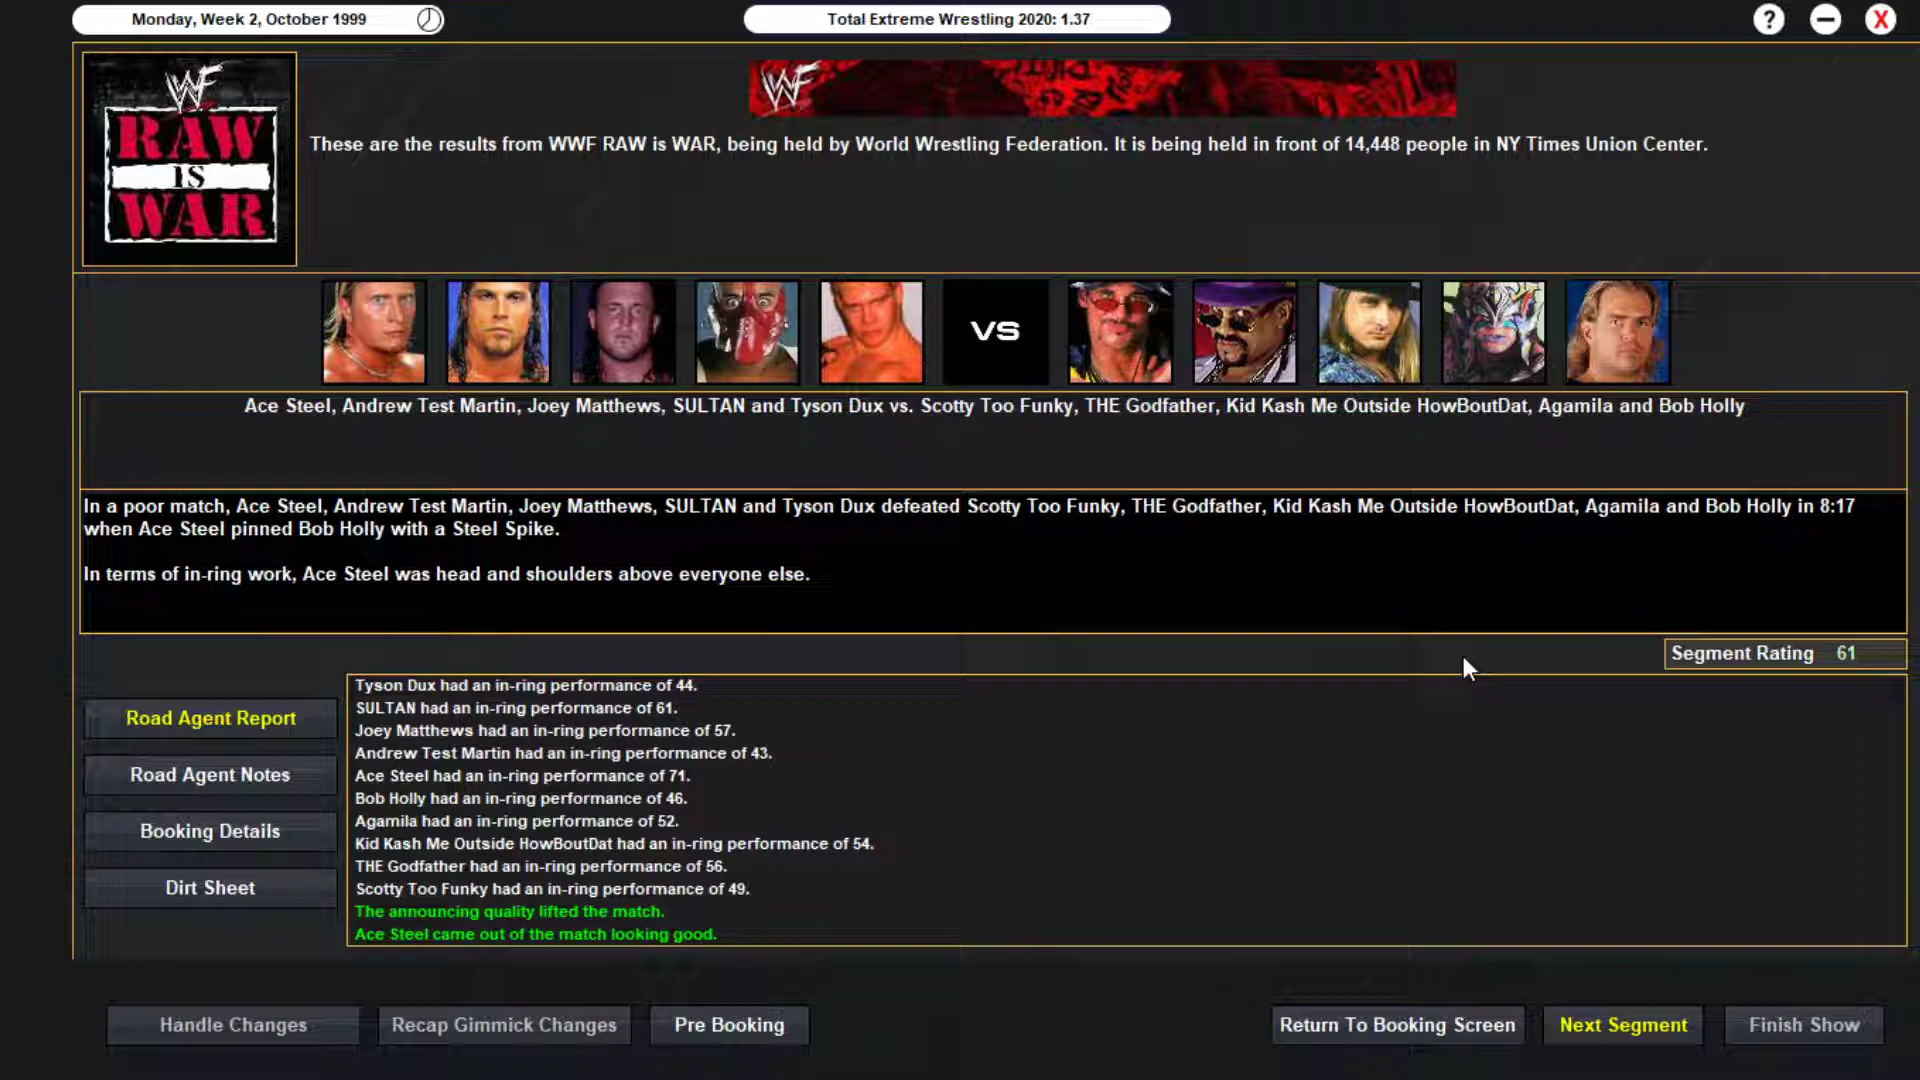 Monday, Week 2, October 1999
Total Extreme Wrestling 2020: 1.37
?
X
WF
RAW
IS
WAR
WF
These are the results from WWF RAW is WAR, being held by World Wrestling Federation. It is being held in front of 14,448 people in NY Times Union Center.
VS
Ace Steel, Andrew Test Martin, Joey Matthews, SULTAN and Tyson Dux vs. Scotty Too Funky, THE Godfather, Kid Kash Me Outside HowBoutDat, Agamila and Bob Holly
In a poor match, Ace Steel, Andrew Test Martin, Joey Matthews, SULTAN and Tyson Dux defeated Scotty Too Funky, THE Godfather, Kid Kash Me Outside HowBoutDat, Agamila and Bob Holly in 8:17
when Ace Steel pinned Bob Holly with a Steel Spike.
In terms of in-ring work, Ace Steel was head and shoulders above everyone else.
Segment Rating 61
Road Agent Report
Road Agent Notes
Booking Details
Dirt Sheet
Tyson Dux had an in-ring performance of 44.
SULTAN had an in-ring performance of 61.
Joey Matthews had an in-ring performance of 57.
Andrew Test Martin had an in-ring performance of 43.
Ace Steel had an in-ring performance of 71.
Bob Holly had an in-ring performance of 46.
Agamila had an in-ring performance of 52.
Kid Kash Me Outside HowBoutDat had an in-ring performance of 54.
THE Godfather had an in-ring performance of 56.
Scotty Too Funky had an in-ring performance of 49.
The announcing quality lifted the match.
Ace Steel came out of the match looking good.
Handle Changes
Recap Gimmick Changes
Pre Booking
Return To Booking Screen
Next Segment
Finish Show